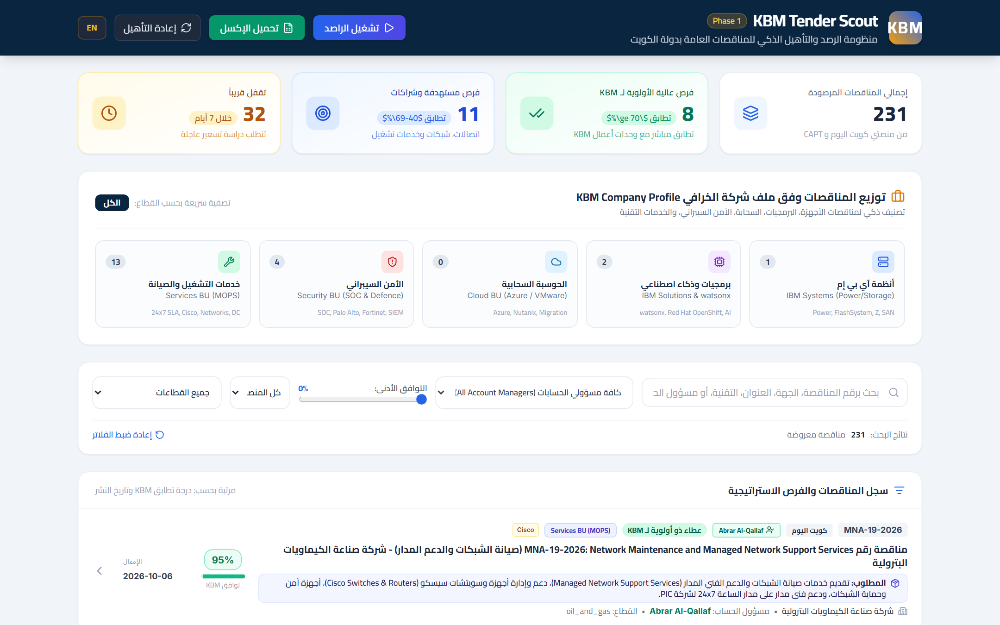 KBM
KBM Tender Scout Phase 1
منظومة الرصد والتأهيل الذكي للمناقصات العامة بدولة الكويت
تشغيل الراصد
تحميل الإكسل
إعادة التأهيل
EN
إجمالي المناقصات المرصودة
231
من منصتي كويت اليوم و CAPT
فرص عالية الأولوية لـ KBM
8 تطابق $\ge 70\%$
تطابق مباشر مع وحدات أعمال KBM
فرص مستهدفة وشراكات
11 تطابق $40-69\%$
اتصالات، شبكات وخدمات تشغيل
تقفل قريباً
32 خلال 7 أيام
تتطلب دراسة تسعير عاجلة
توزيع المناقصات وفق ملف شركة الخرافي KBM Company Profile
تصنيف ذكي لمناقصات الأجهزة، البرمجيات، السحابة، الأمن السيبراني، والخدمات التقنية
تصفية سريعة بحسب القطاع: الكل
1
أنظمة آي بي إم
IBM Systems (Power/Storage)
Power, FlashSystem, Z, SAN
2
برمجيات وذكاء اصطناعي
IBM Solutions & watsonx
watsonx, Red Hat OpenShift, AI
0
الحوسبة السحابية
Cloud BU (Azure / VMware)
Azure, Nutanix, Migration
4
الأمن السيبراني
Security BU (SOC & Defence)
SOC, Palo Alto, Fortinet, SIEM
13
خدمات التشغيل والصيانة
Services BU (MOPS)
24x7 SLA, Cisco, Networks, DC
بحث برقم المناقصة، الجهة، العنوان، التقنية، أو مسؤول الد
كافة مسؤولي الحسابات (All Account Managers)
التوافق الأدنى: 0%
كل المنصـ
جميع القطاعات
نتائج البحث: 231 مناقصة معروضة
إعادة ضبط الفلاتر
سجل المناقصات والفرص الاستراتيجية
مرتبة بحسب: درجة تطابق KBM وتاريخ النشر
MNA-19-2026 كويت اليوم Abrar Al-Qallaf عطاء ذو أولوية لـ KBM Services BU (MOPS) Cisco
مناقصة رقم MNA-19-2026: Network Maintenance and Managed Network Support Services (صيانة الشبكات والدعم المدار) - شركة صناعة الكيماويات
البترولية
المطلوب: تقديم خدمات صيانة الشبكات والدعم الفني المدار (Managed Network Support Services)، دعم وإدارة أجهزة وسويتشات سيسكو (Cisco Switches & Routers)، أجهزة أمن
وحماية الشبكات، ودعم فني مدار على مدار الساعة 24x7 لشركة PIC.
شركة صناعة الكيماويات البترولية ▪ مسؤول الحساب: Abrar Al-Qallaf ▪ القطاع: oil_and_gas
95%
توافق KBM
الإقفال
2026-10-06